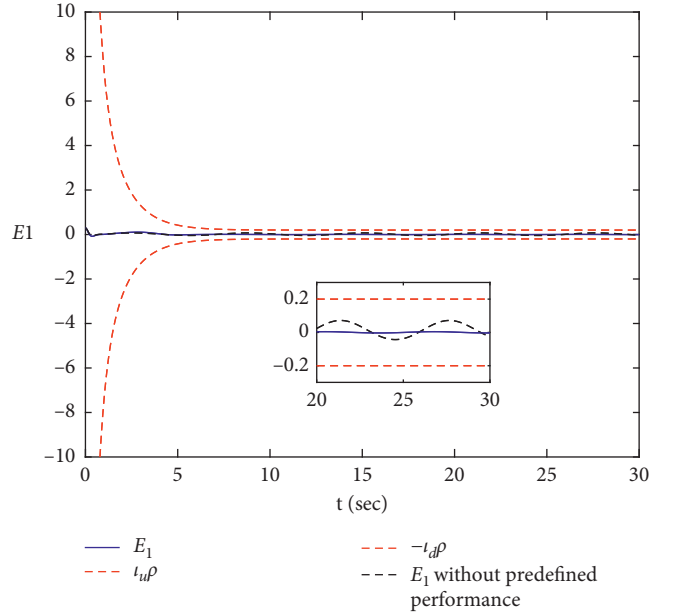 10
8
6
4
2
E1 0
−2
−4
−6
−8
−10
0.2
0
−0.2
20 25 30
0 5 10 15 20 25 30
t (sec)
E₁
ιᵤρ
−ι_dρ
E₁ without predefined
performance